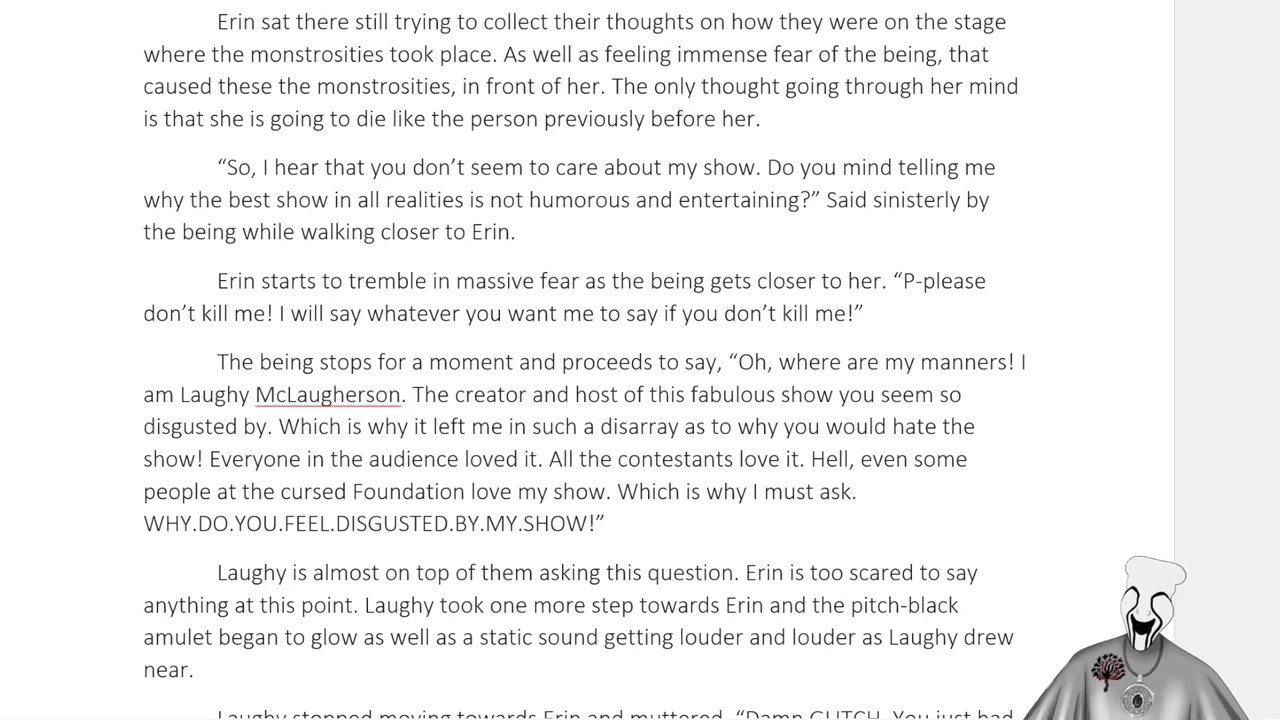 Erin sat there still trying to collect their thoughts on how they were on the stage
where the monstrosities took place. As well as feeling immense fear of the being, that
caused these the monstrosities, in front of her. The only thought going through her mind
is that she is going to die like the person previously before her.
“So, I hear that you don’t seem to care about my show. Do you mind telling me
why the best show in all realities is not humorous and entertaining?” Said sinisterly by
the being while walking closer to Erin.
Erin starts to tremble in massive fear as the being gets closer to her. “P-please
don’t kill me! I will say whatever you want me to say if you don’t kill me!”
The being stops for a moment and proceeds to say, “Oh, where are my manners! I
am Laughy McLaugherson. The creator and host of this fabulous show you seem so
disgusted by. Which is why it left me in such a disarray as to why you would hate the
show! Everyone in the audience loved it. All the contestants love it. Hell, even some
people at the cursed Foundation love my show. Which is why I must ask.
WHY.DO.YOU.FEEL.DISGUSTED.BY.MY.SHOW!”
Laughy is almost on top of them asking this question. Erin is too scared to say
anything at this point. Laughy took one more step towards Erin and the pitch-black
amulet began to glow as well as a static sound getting louder and louder as Laughy drew
near.
Laughy stopped moving towards Erin and muttered, “Damn GLITCH. You just had